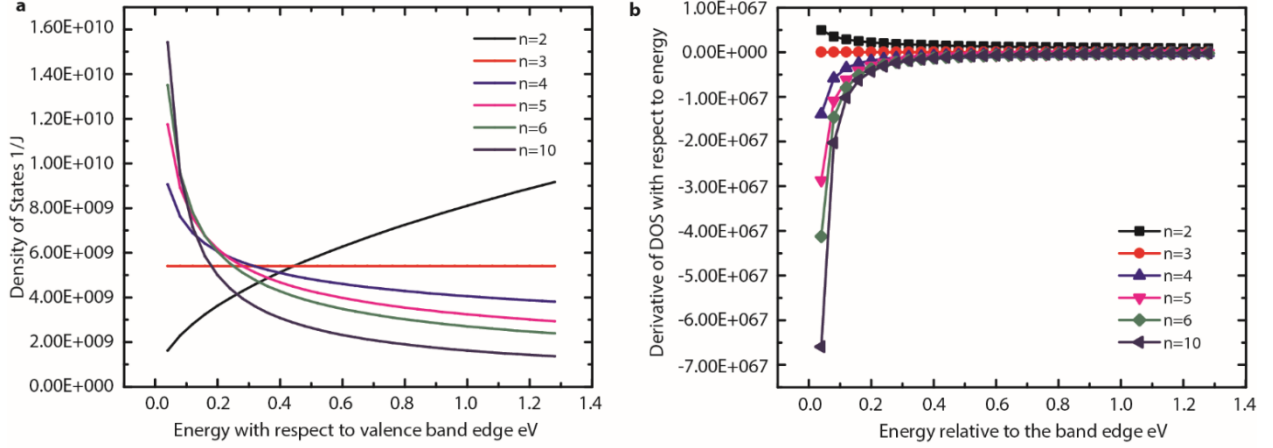 a
1.60E+010
1.40E+010
1.20E+010
1.00E+010
8.00E+009
6.00E+009
4.00E+009
2.00E+009
0.00E+000
Density of States 1/J
n=2
n=3
n=4
n=5
n=6
n=10
0.0 0.2 0.4 0.6 0.8 1.0 1.2 1.4
Energy with respect to valence band edge eV
b
1.00E+067
0.00E+000
-1.00E+067
-2.00E+067
-3.00E+067
-4.00E+067
-5.00E+067
-6.00E+067
-7.00E+067
Derivative of DOS with respect to energy
n=2
n=3
n=4
n=5
n=6
n=10
0.0 0.2 0.4 0.6 0.8 1.0 1.2 1.4
Energy relative to the band edge eV